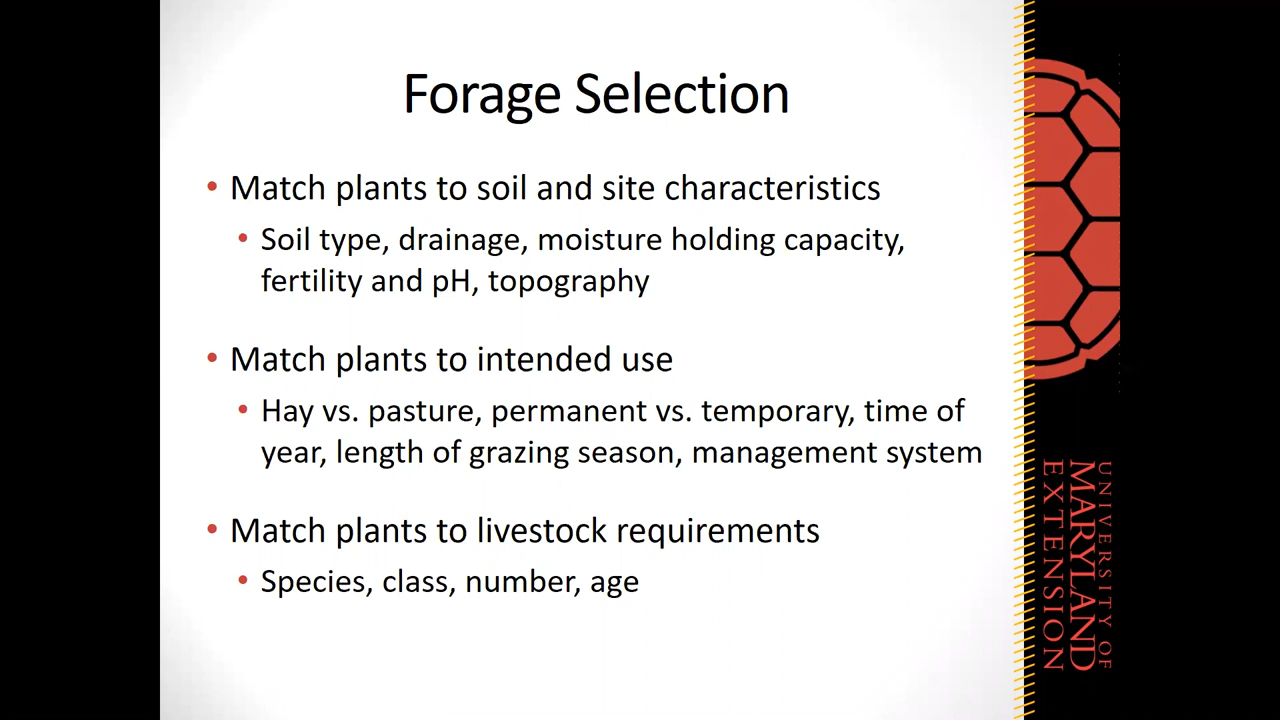 Forage Selection
• Match plants to soil and site characteristics
• Soil type, drainage, moisture holding capacity,
fertility and pH, topography
• Match plants to intended use
• Hay vs. pasture, permanent vs. temporary, time of
year, length of grazing season, management system
• Match plants to livestock requirements
• Species, class, number, age
UNIVERSITY OF
MARYLAND
EXTENSION